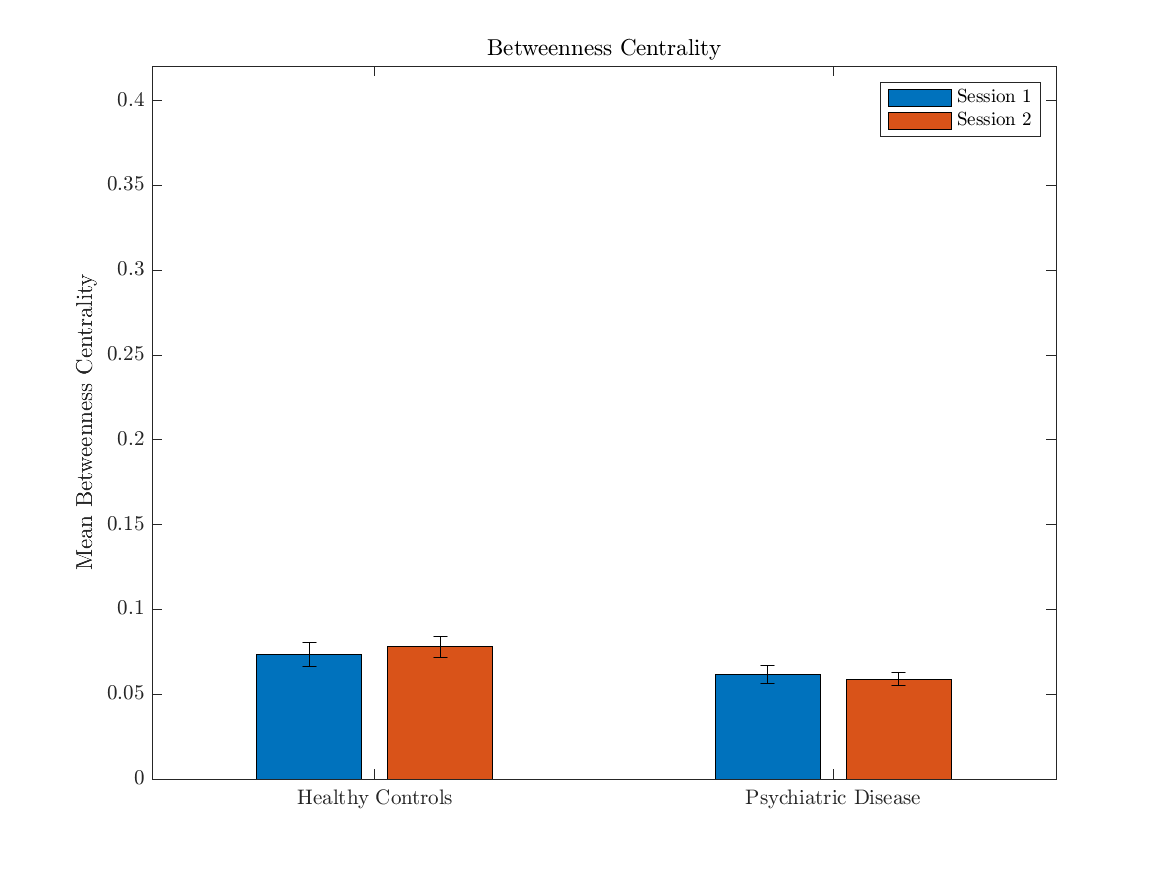 Betweenness Centrality
Session 1
Session 2
0.4
0.35
0.3
0.25
0.2
0.15
0.1
0.05
0
Mean Betweenness Centrality
Healthy Controls
Psychiatric Disease